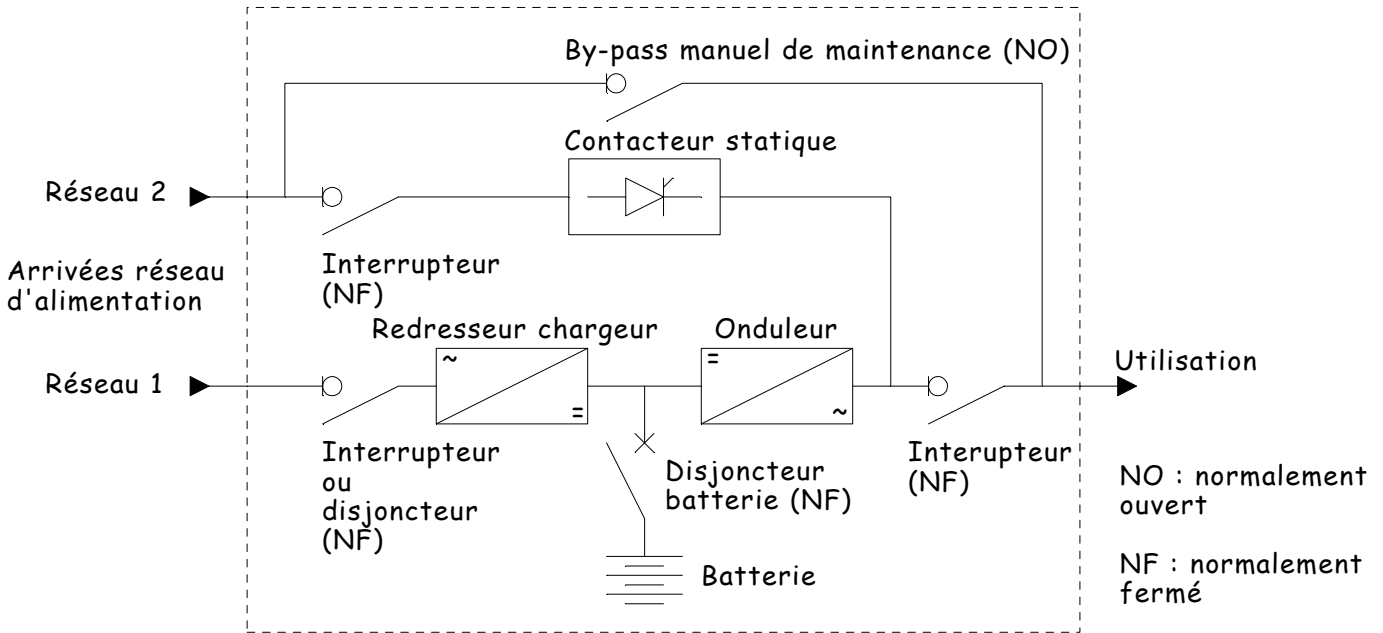 By-pass manuel de maintenance (NO)
Contacteur statique
Réseau 2
Interrupteur
(NF)
Arrivées réseau
d'alimentation
Redresseur chargeur
Onduleur
~
=
=
~
Réseau 1
Utilisation
Interrupteur
ou
disjoncteur
(NF)
Disjoncteur
batterie (NF)
Interupteur
(NF)
Batterie
NO : normalement
ouvert
NF : normalement
fermé